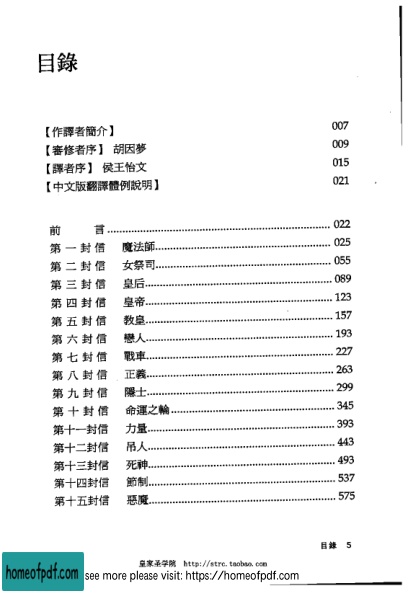 目錄
【作譯者簡介】 007
【審修者序】 胡因夢 009
【譯者序】 侯王怡文 015
【中文版翻譯體例說明】 021
前言 022
第一封信 魔法師 025
第二封信 女祭司 055
第三封信 皇后 089
第四封信 皇帝 123
第五封信 教皇 157
第六封信 戀人 193
第七封信 戰車 227
第八封信 正義 263
第九封信 隱士 299
第十封信 命運之輪 345
第十一封信 力量 393
第十二封信 吊人 443
第十三封信 死神 493
第十四封信 節制 537
第十五封信 惡魔 575
目錄 5
皇家圣学院 http://strc.taobao.com
homeofpdf.com see more please visit: https://homeofpdf.com